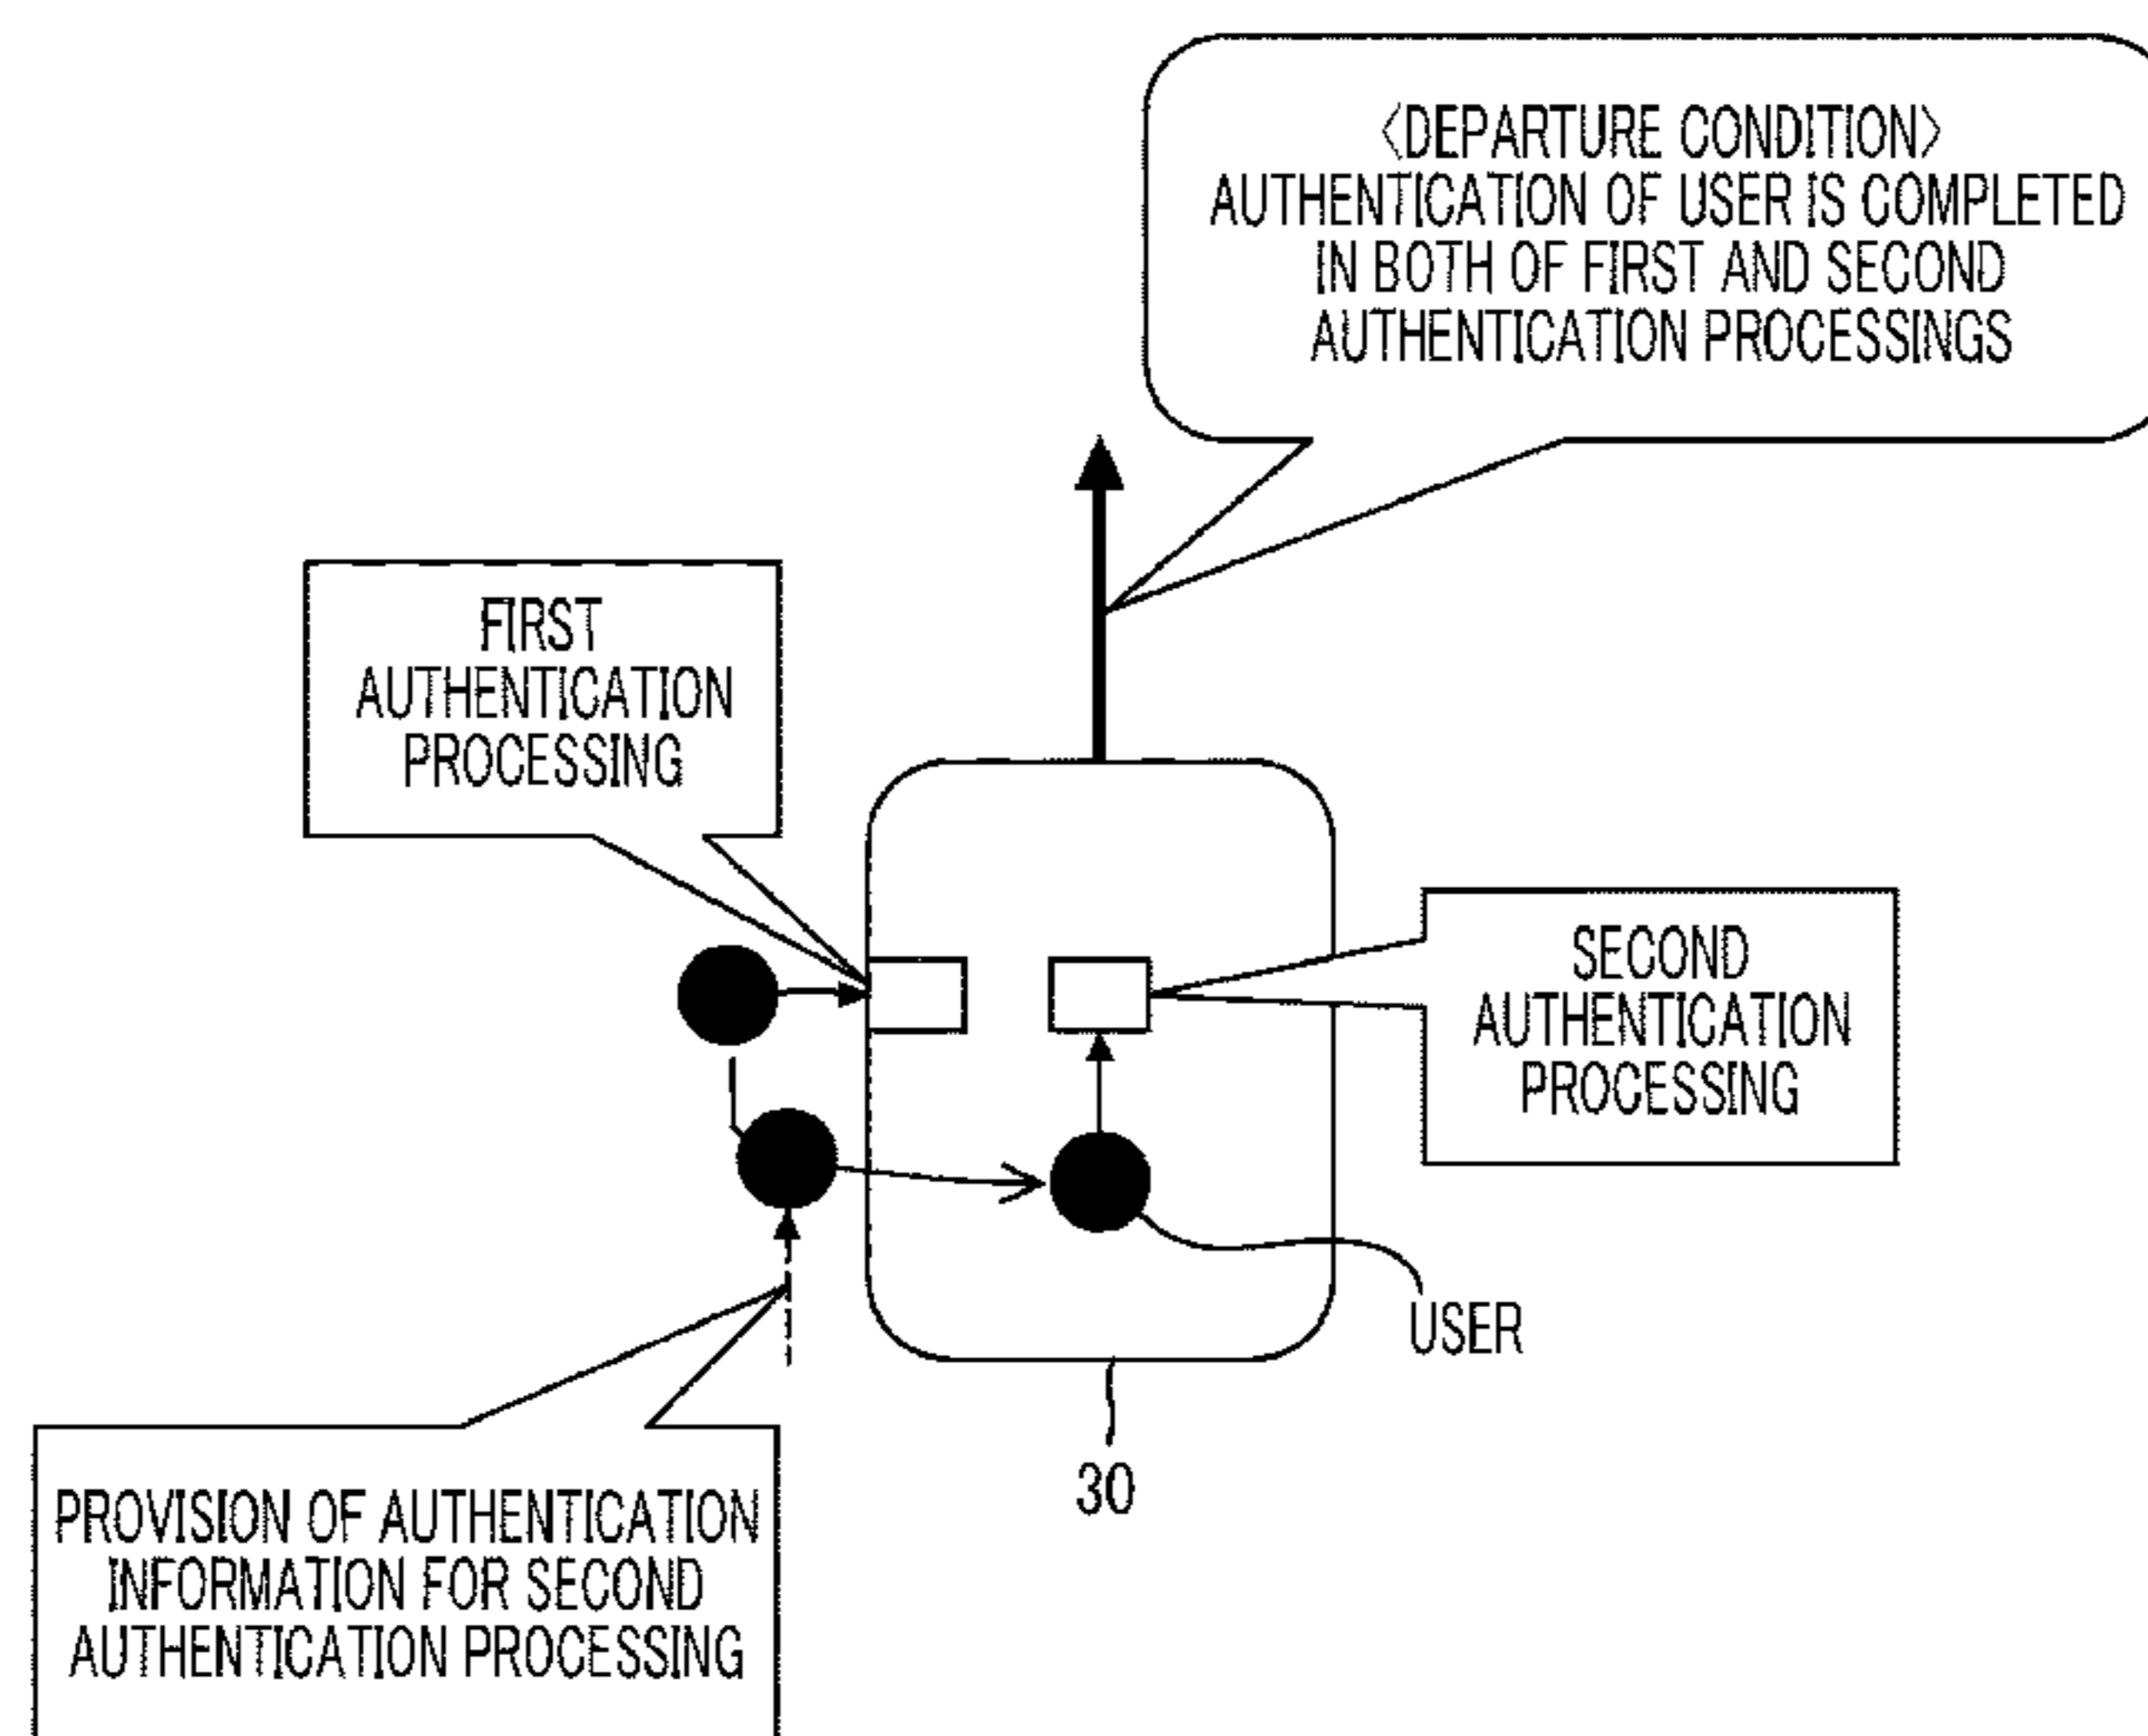 <DEPARTURE CONDITION>
AUTHENTICATION OF USER IS COMPLETED
IN BOTH OF FIRST AND SECOND
AUTHENTICATION PROCESSINGS
FIRST
AUTHENTICATION
PROCESSING
SECOND
AUTHENTICATION
PROCESSING
USER
30
PROVISION OF AUTHENTICATION
INFORMATION FOR SECOND
AUTHENTICATION PROCESSING